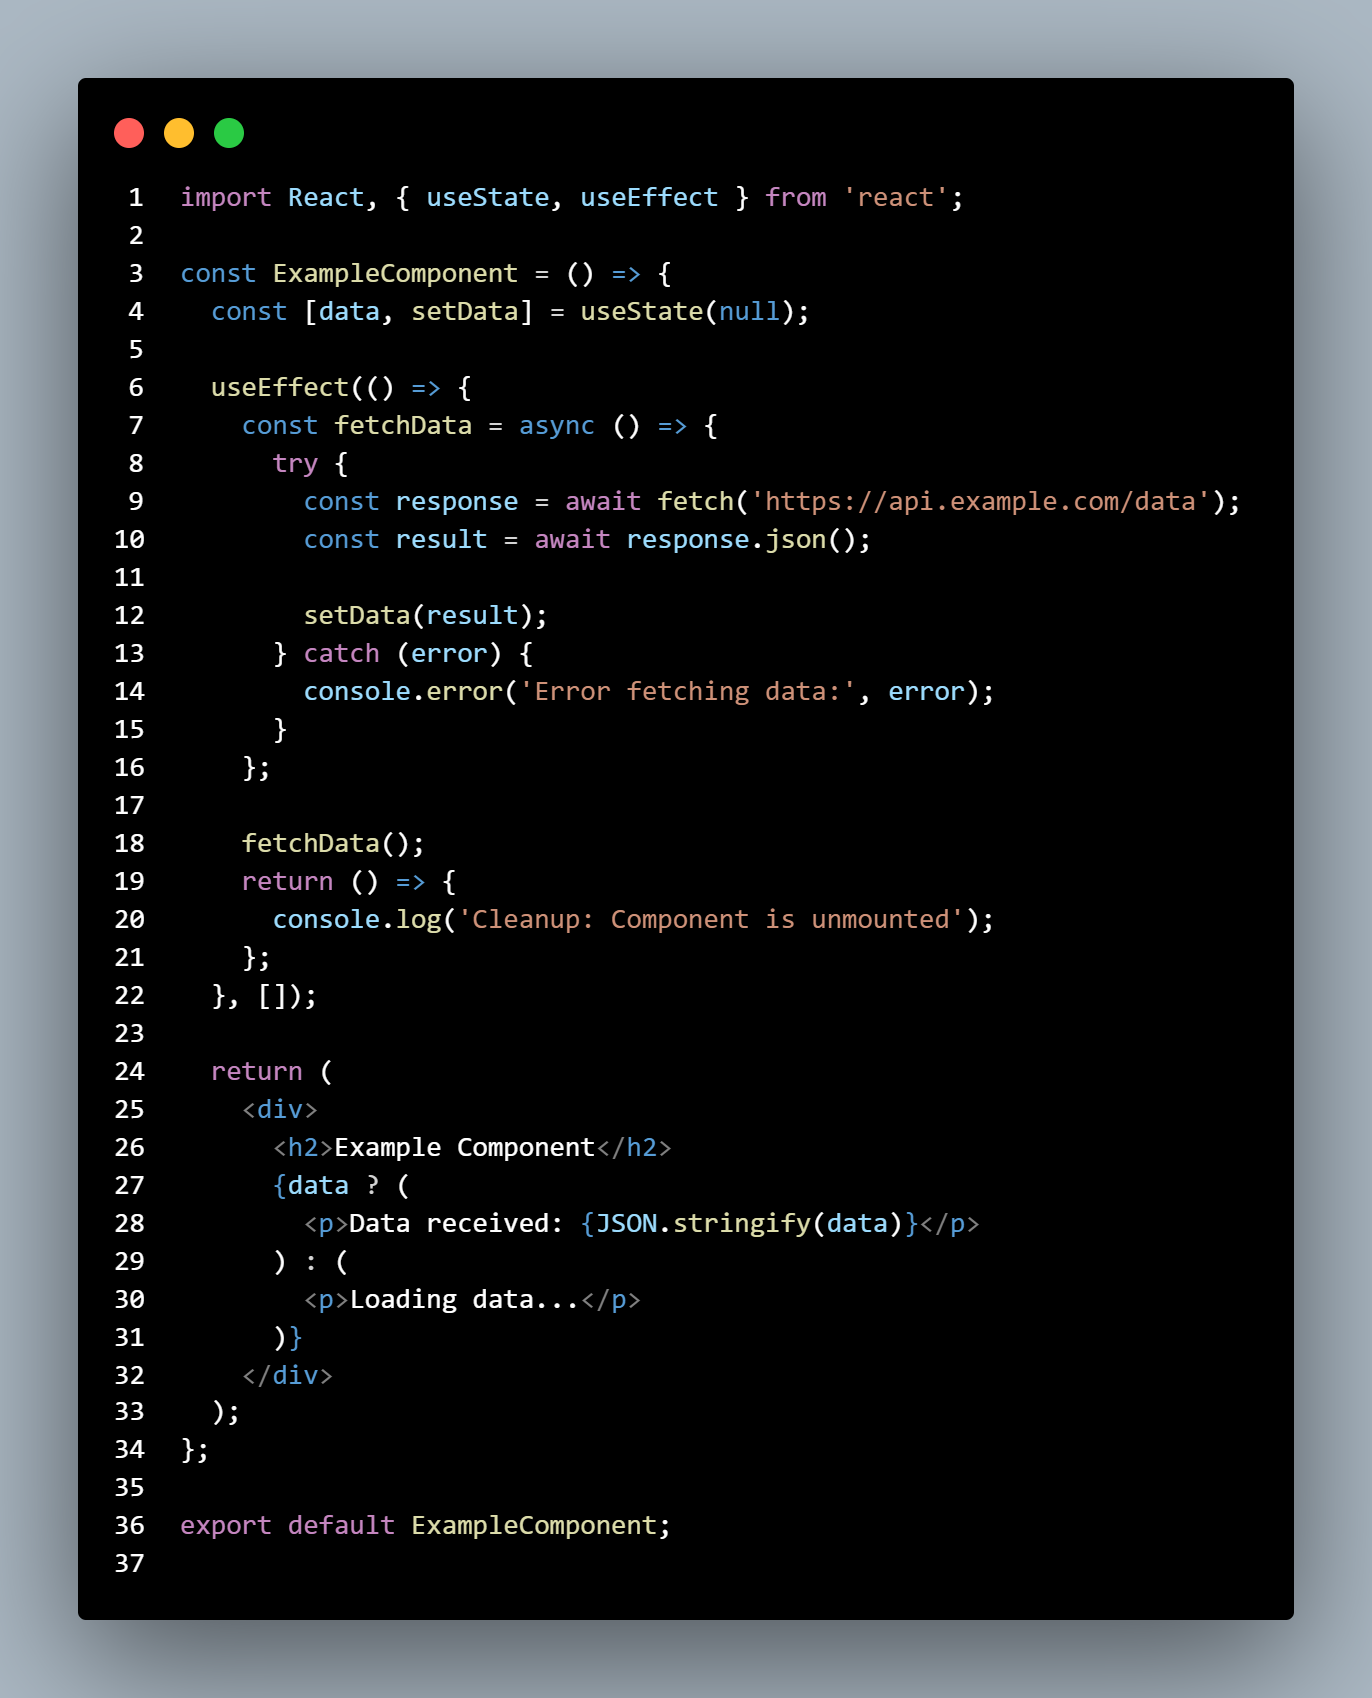 1 import React, { useState, useEffect } from 'react';
2
3 const ExampleComponent = () => {
4   const [data, setData] = useState(null);
5
6   useEffect(() => {
7     const fetchData = async () => {
8       try {
9         const response = await fetch('https://api.example.com/data');
10         const result = await response.json();
11
12         setData(result);
13       } catch (error) {
14         console.error('Error fetching data:', error);
15       }
16     };
17
18     fetchData();
19     return () => {
20       console.log('Cleanup: Component is unmounted');
21     };
22   }, []);
23
24   return (
25     <div>
26       <h2>Example Component</h2>
27       {data ? (
28         <p>Data received: {JSON.stringify(data)}</p>
29       ) : (
30         <p>Loading data...</p>
31       )}
32     </div>
33   );
34 };
35
36 export default ExampleComponent;
37